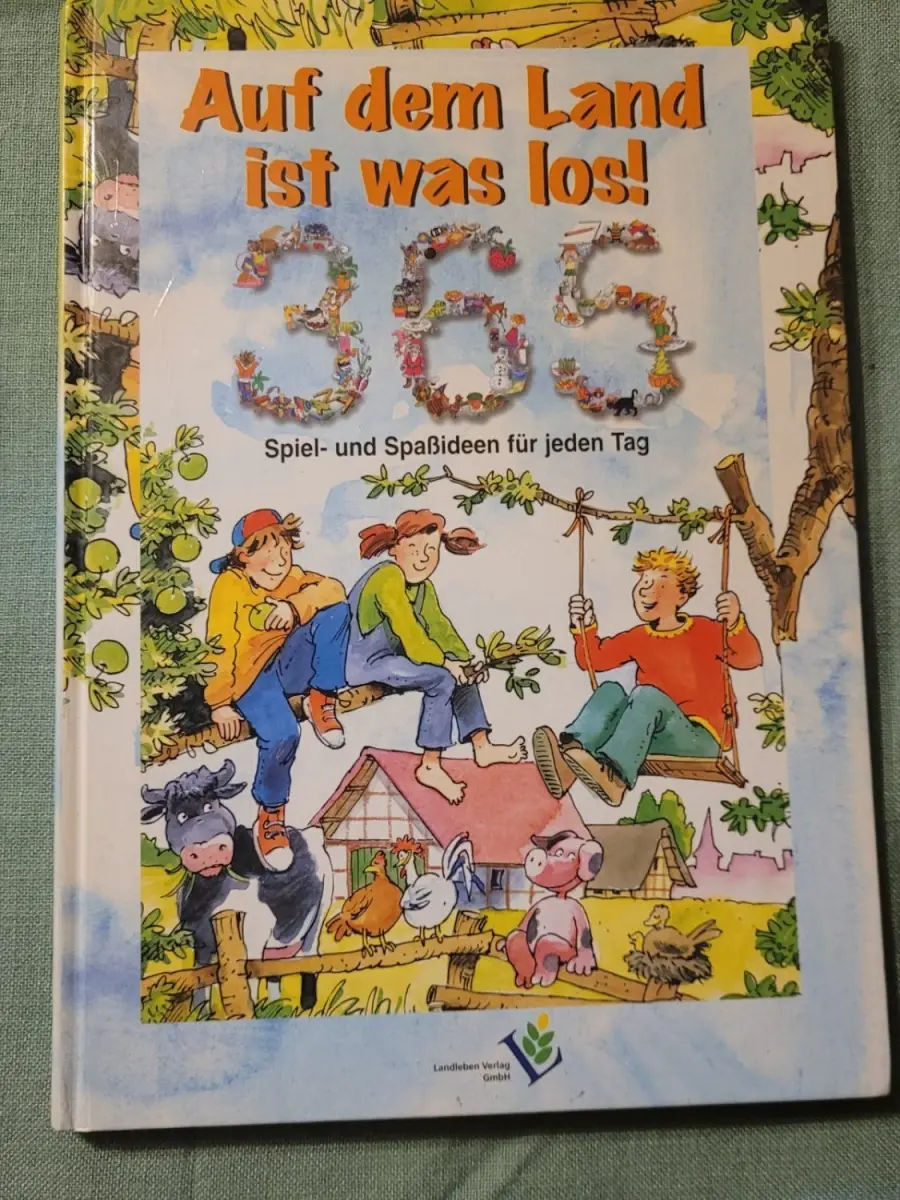 Auf dem Land
ist was los!
365
Spiel- und Spaßideen für jeden Tag
Landleben Verlag
GmbH
L